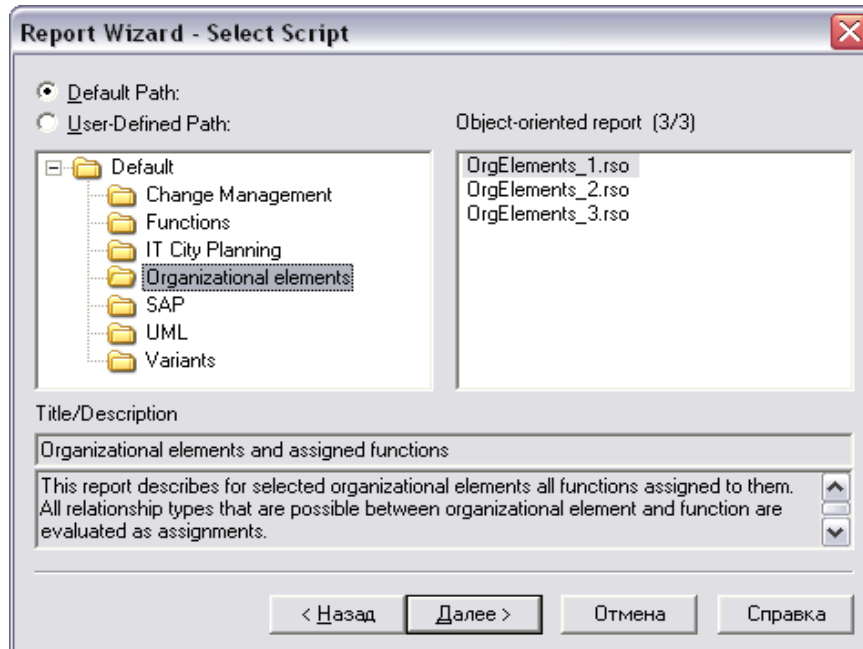 Report Wizard - Select Script
Default Path:
User-Defined Path:
Object-oriented report (3/3)
Default
Change Management
Functions
IT City Planning
Organizational elements
SAP
UML
Variants
OrgElements_1.rso
OrgElements_2.rso
OrgElements_3.rso
Title/Description
Organizational elements and assigned functions
This report describes for selected organizational elements all functions assigned to them.
All relationship types that are possible between organizational element and function are
evaluated as assignments.
< Назад
Далее >
Отмена
Справка